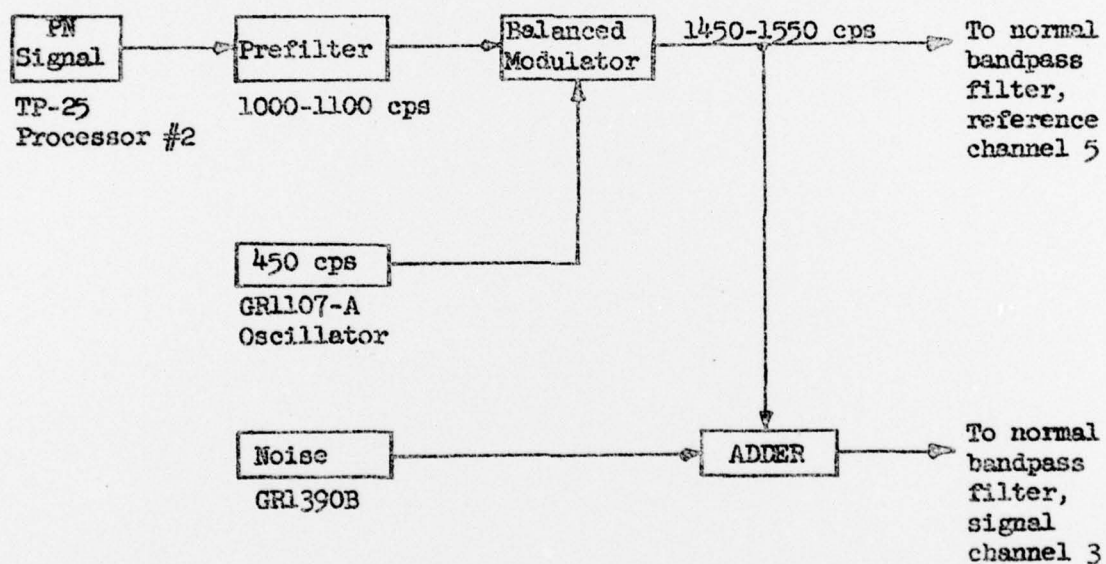 PN
Signal
TP-25
Processor #2
Prefilter
1000-1100 cps
Balanced
Modulator
1450-1550 cps
To normal
bandpass
filter,
reference
channel 5
450 cps
GR1107-A
Oscillator
Noise
GR1390B
ADDER
To normal
bandpass
filter,
signal
channel 3